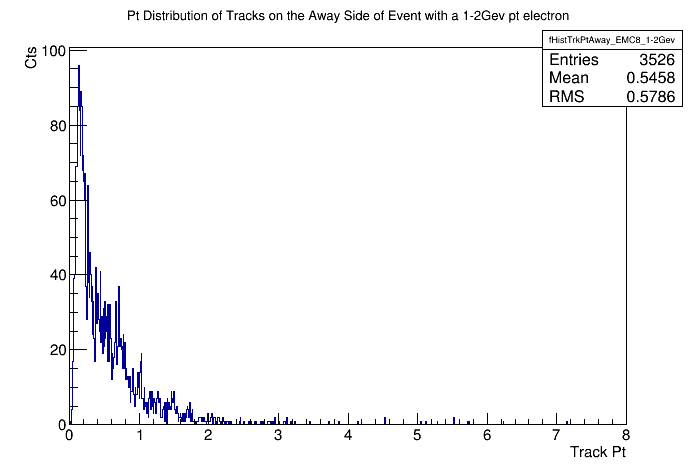 Pt Distribution of Tracks on the Away Side of Event with a 1-2Gev pt electron
fHistTrkPtAway_EMC8_1-2Gev
Entries 3526
Mean 0.5458
RMS 0.5786
Cts
100
80
60
40
20
0
0 1 2 3 4 5 6 7 8
Track Pt